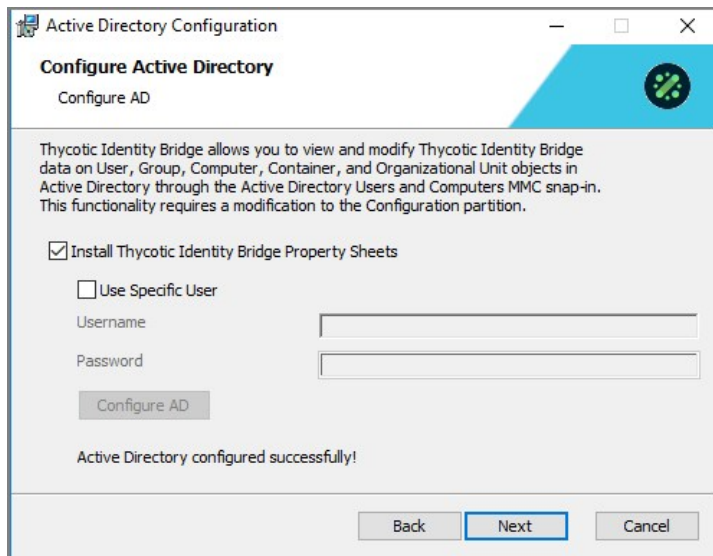 Active Directory Configuration
Configure Active Directory
Configure AD
Thycotic Identity Bridge allows you to view and modify Thycotic Identity Bridge
data on User, Group, Computer, Container, and Organizational Unit objects in
Active Directory through the Active Directory Users and Computers MMC snap-in.
This functionality requires a modification to the Configuration partition.
Install Thycotic Identity Bridge Property Sheets
Use Specific User
Username
Password
Configure AD
Active Directory configured successfully!
Back Next Cancel